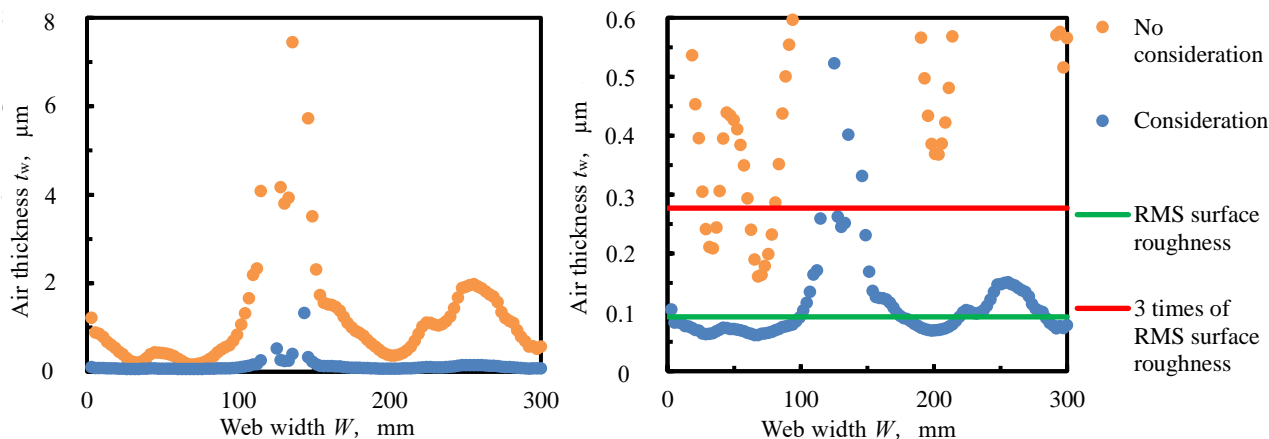 8
6
4
2
0
0
100
200
300
Air thickness tw, μm
Web width W, mm
0.6
0.5
0.4
0.3
0.2
0.1
0
0
100
200
300
Air thickness tw, μm
Web width W, mm
No
consideration
Consideration
RMS surface
roughness
3 times of
RMS surface
roughness